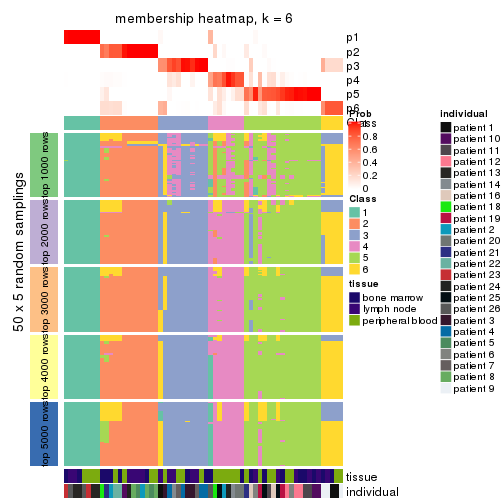 membership heatmap, k = 6
p1
p2
p3
p4
p5
p6
Class
50 x 5 random samplings
top 1000 rows
top 2000 rows
top 3000 rows
top 4000 rows
top 5000 rows
tissue
individual
Prob
1
0.8
0.6
0.4
0.2
0
Class
1
2
3
4
5
6
tissue
bone marrow
lymph node
peripheral blood
individual
patient 1
patient 10
patient 11
patient 12
patient 13
patient 14
patient 16
patient 18
patient 19
patient 2
patient 20
patient 21
patient 22
patient 23
patient 24
patient 25
patient 26
patient 3
patient 4
patient 5
patient 6
patient 7
patient 8
patient 9